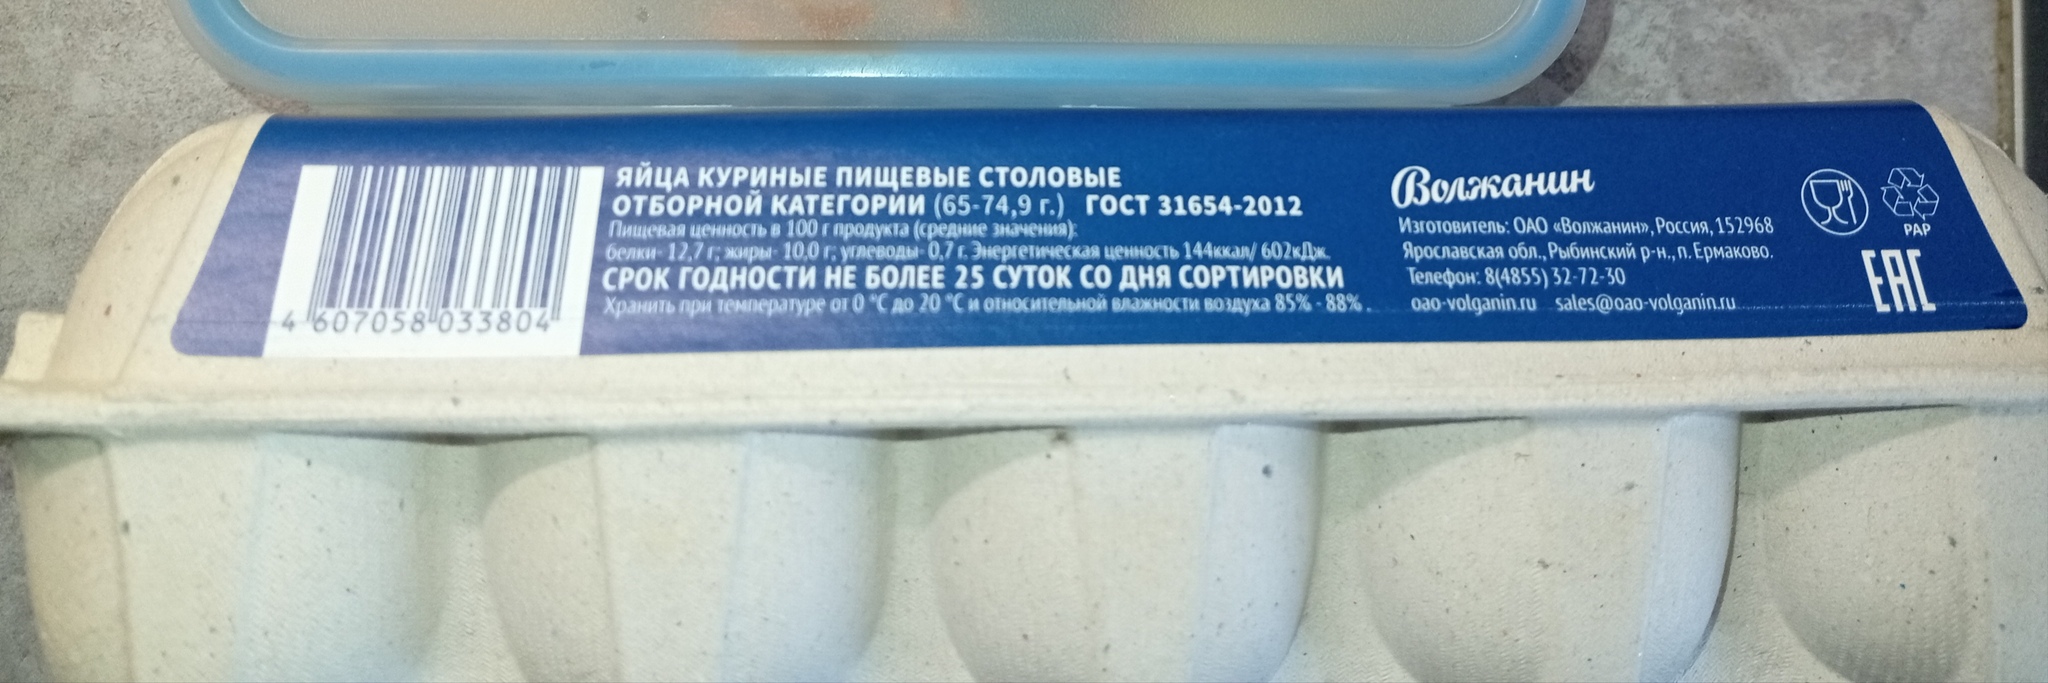 ЯЙЦА КУРИНЫЕ ПИЩЕВЫЕ СТОЛОВЫЕ
ОТБОРНОЙ КАТЕГОРИИ (65-74,9 г.) ГОСТ 31654-2012
Пищевая ценность в 100 г продукта (средние значения):
белки- 12,7 г; жиры- 10,0 г; углеводы- 0,7 г. Энергетическая ценность 144ккал/ 602кДж.
СРОК ГОДНОСТИ НЕ БОЛЕЕ 25 СУТОК СО ДНЯ СОРТИРОВКИ
Хранить при температуре от 0 °С до 20 °С и относительной влажности воздуха 85% - 88%.
4 607058 033804
Волжанин
Изготовитель: ОАО «Волжанин», Россия, 152968
Ярославская обл., Рыбинский р-н., п. Ермаково.
Телефон: 8(4855) 32-72-30
oao-volganin.ru sales@oao-volganin.ru
PAP
EAC